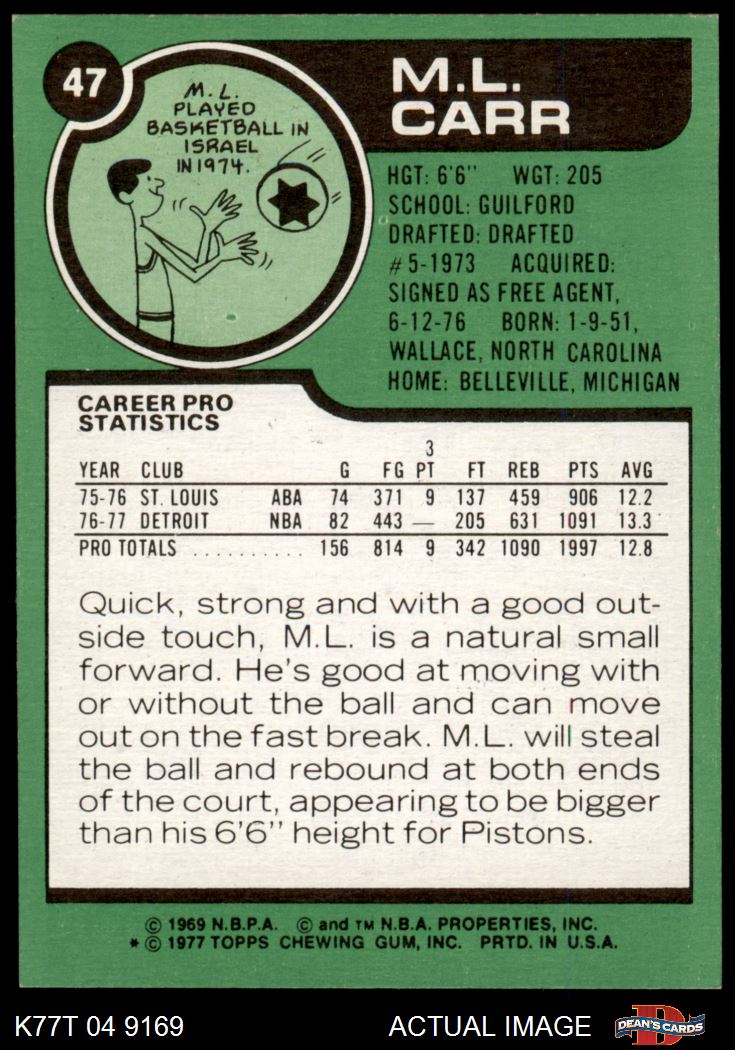 47
M.L.
PLAYED
BASKETBALL IN
ISRAEL
IN 1974.
M.L.
CARR
HGT: 6'6" WGT: 205
SCHOOL: GUILFORD
DRAFTED: DRAFTED
#5-1973 ACQUIRED:
SIGNED AS FREE AGENT,
6-12-76 BORN: 1-9-51,
WALLACE, NORTH CAROLINA
HOME: BELLEVILLE, MICHIGAN
CAREER PRO
STATISTICS
YEAR CLUB G FG 3 PT FT REB PTS AVG
75-76 ST. LOUIS ABA 74 371 9 137 459 906 12.2
76-77 DETROIT NBA 82 443 — 205 631 1091 13.3
PRO TOTALS .......... 156 814 9 342 1090 1997 12.8
Quick, strong and with a good out-
side touch, M.L. is a natural small
forward. He's good at moving with
or without the ball and can move
out on the fast break. M.L. will steal
the ball and rebound at both ends
of the court, appearing to be bigger
than his 6'6" height for Pistons.
© 1969 N.B.P.A. © and TM N.B.A. PROPERTIES, INC.
* © 1977 TOPPS CHEWING GUM, INC. PRTD. IN U.S.A.
K77T 04 9169 ACTUAL IMAGE
D
DEAN'S CARDS